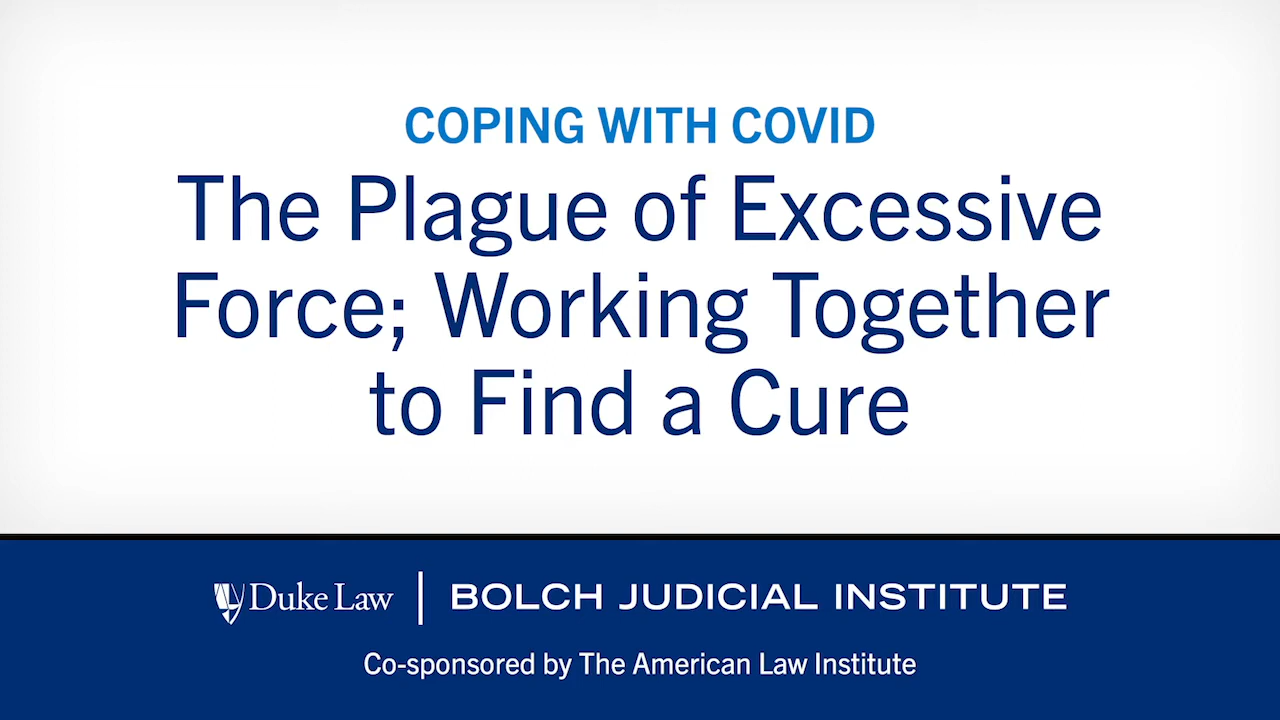 COPING WITH COVID
The Plague of Excessive
Force; Working Together
to Find a Cure
Duke Law | BOLCH JUDICIAL INSTITUTE
Co-sponsored by The American Law Institute